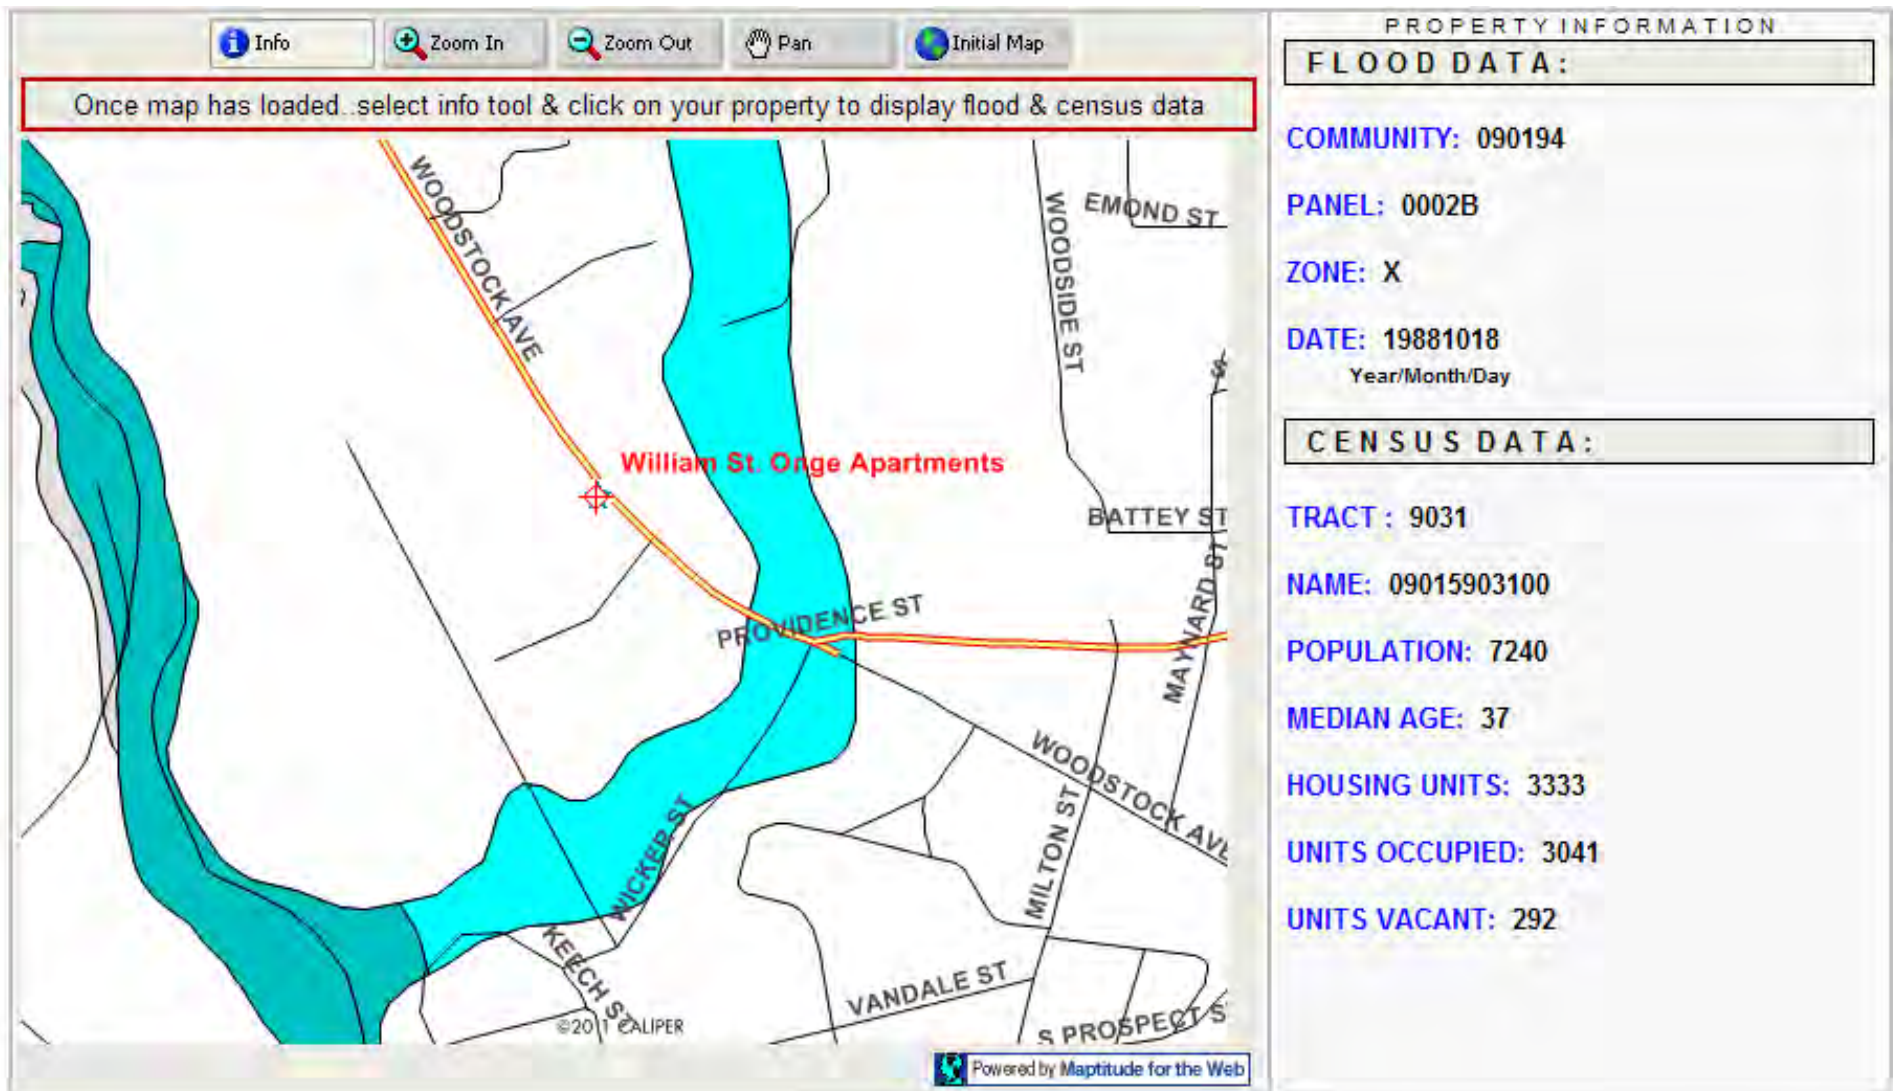 Info
Zoom In
Zoom Out
Pan
Initial Map
Once map has loaded..select info tool & click on your property to display flood & census data
WOODSTOCK AVE
WOODSIDE ST
EMOND ST
William St. Onge Apartments
BATTEY ST
MAYNARD ST
PROVIDENCE ST
WOODSTOCK AVE
MILTON ST
WICKER ST
KEECH ST
VANDALE ST
S PROSPECT S
©2011 CALIPER
Powered by Maptitude for the Web
PROPERTY INFORMATION
FLOOD DATA:
COMMUNITY: 090194
PANEL: 0002B
ZONE: X
DATE: 19881018
Year/Month/Day
CENSUS DATA:
TRACT : 9031
NAME: 09015903100
POPULATION: 7240
MEDIAN AGE: 37
HOUSING UNITS: 3333
UNITS OCCUPIED: 3041
UNITS VACANT: 292